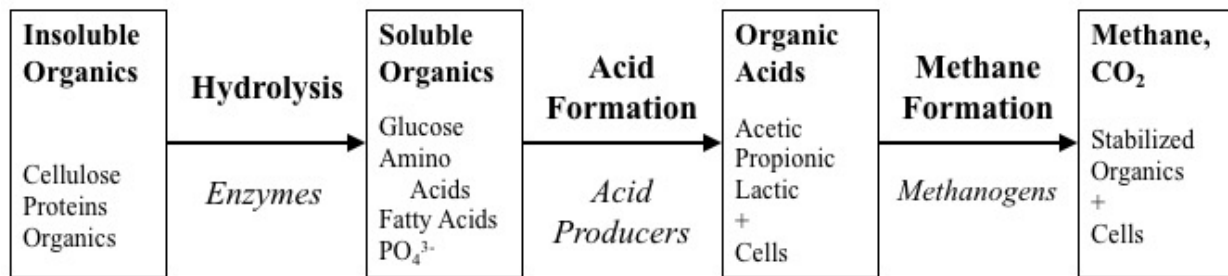 Insoluble
Organics
Cellulose
Proteins
Organics
Hydrolysis
Enzymes
Soluble
Organics
Glucose
Amino
Acids
Fatty Acids
PO₄³⁻
Acid
Formation
Acid
Producers
Organic
Acids
Acetic
Propionic
Lactic
+
Cells
Methane
Formation
Methanogens
Methane,
CO₂
Stabilized
Organics
+
Cells